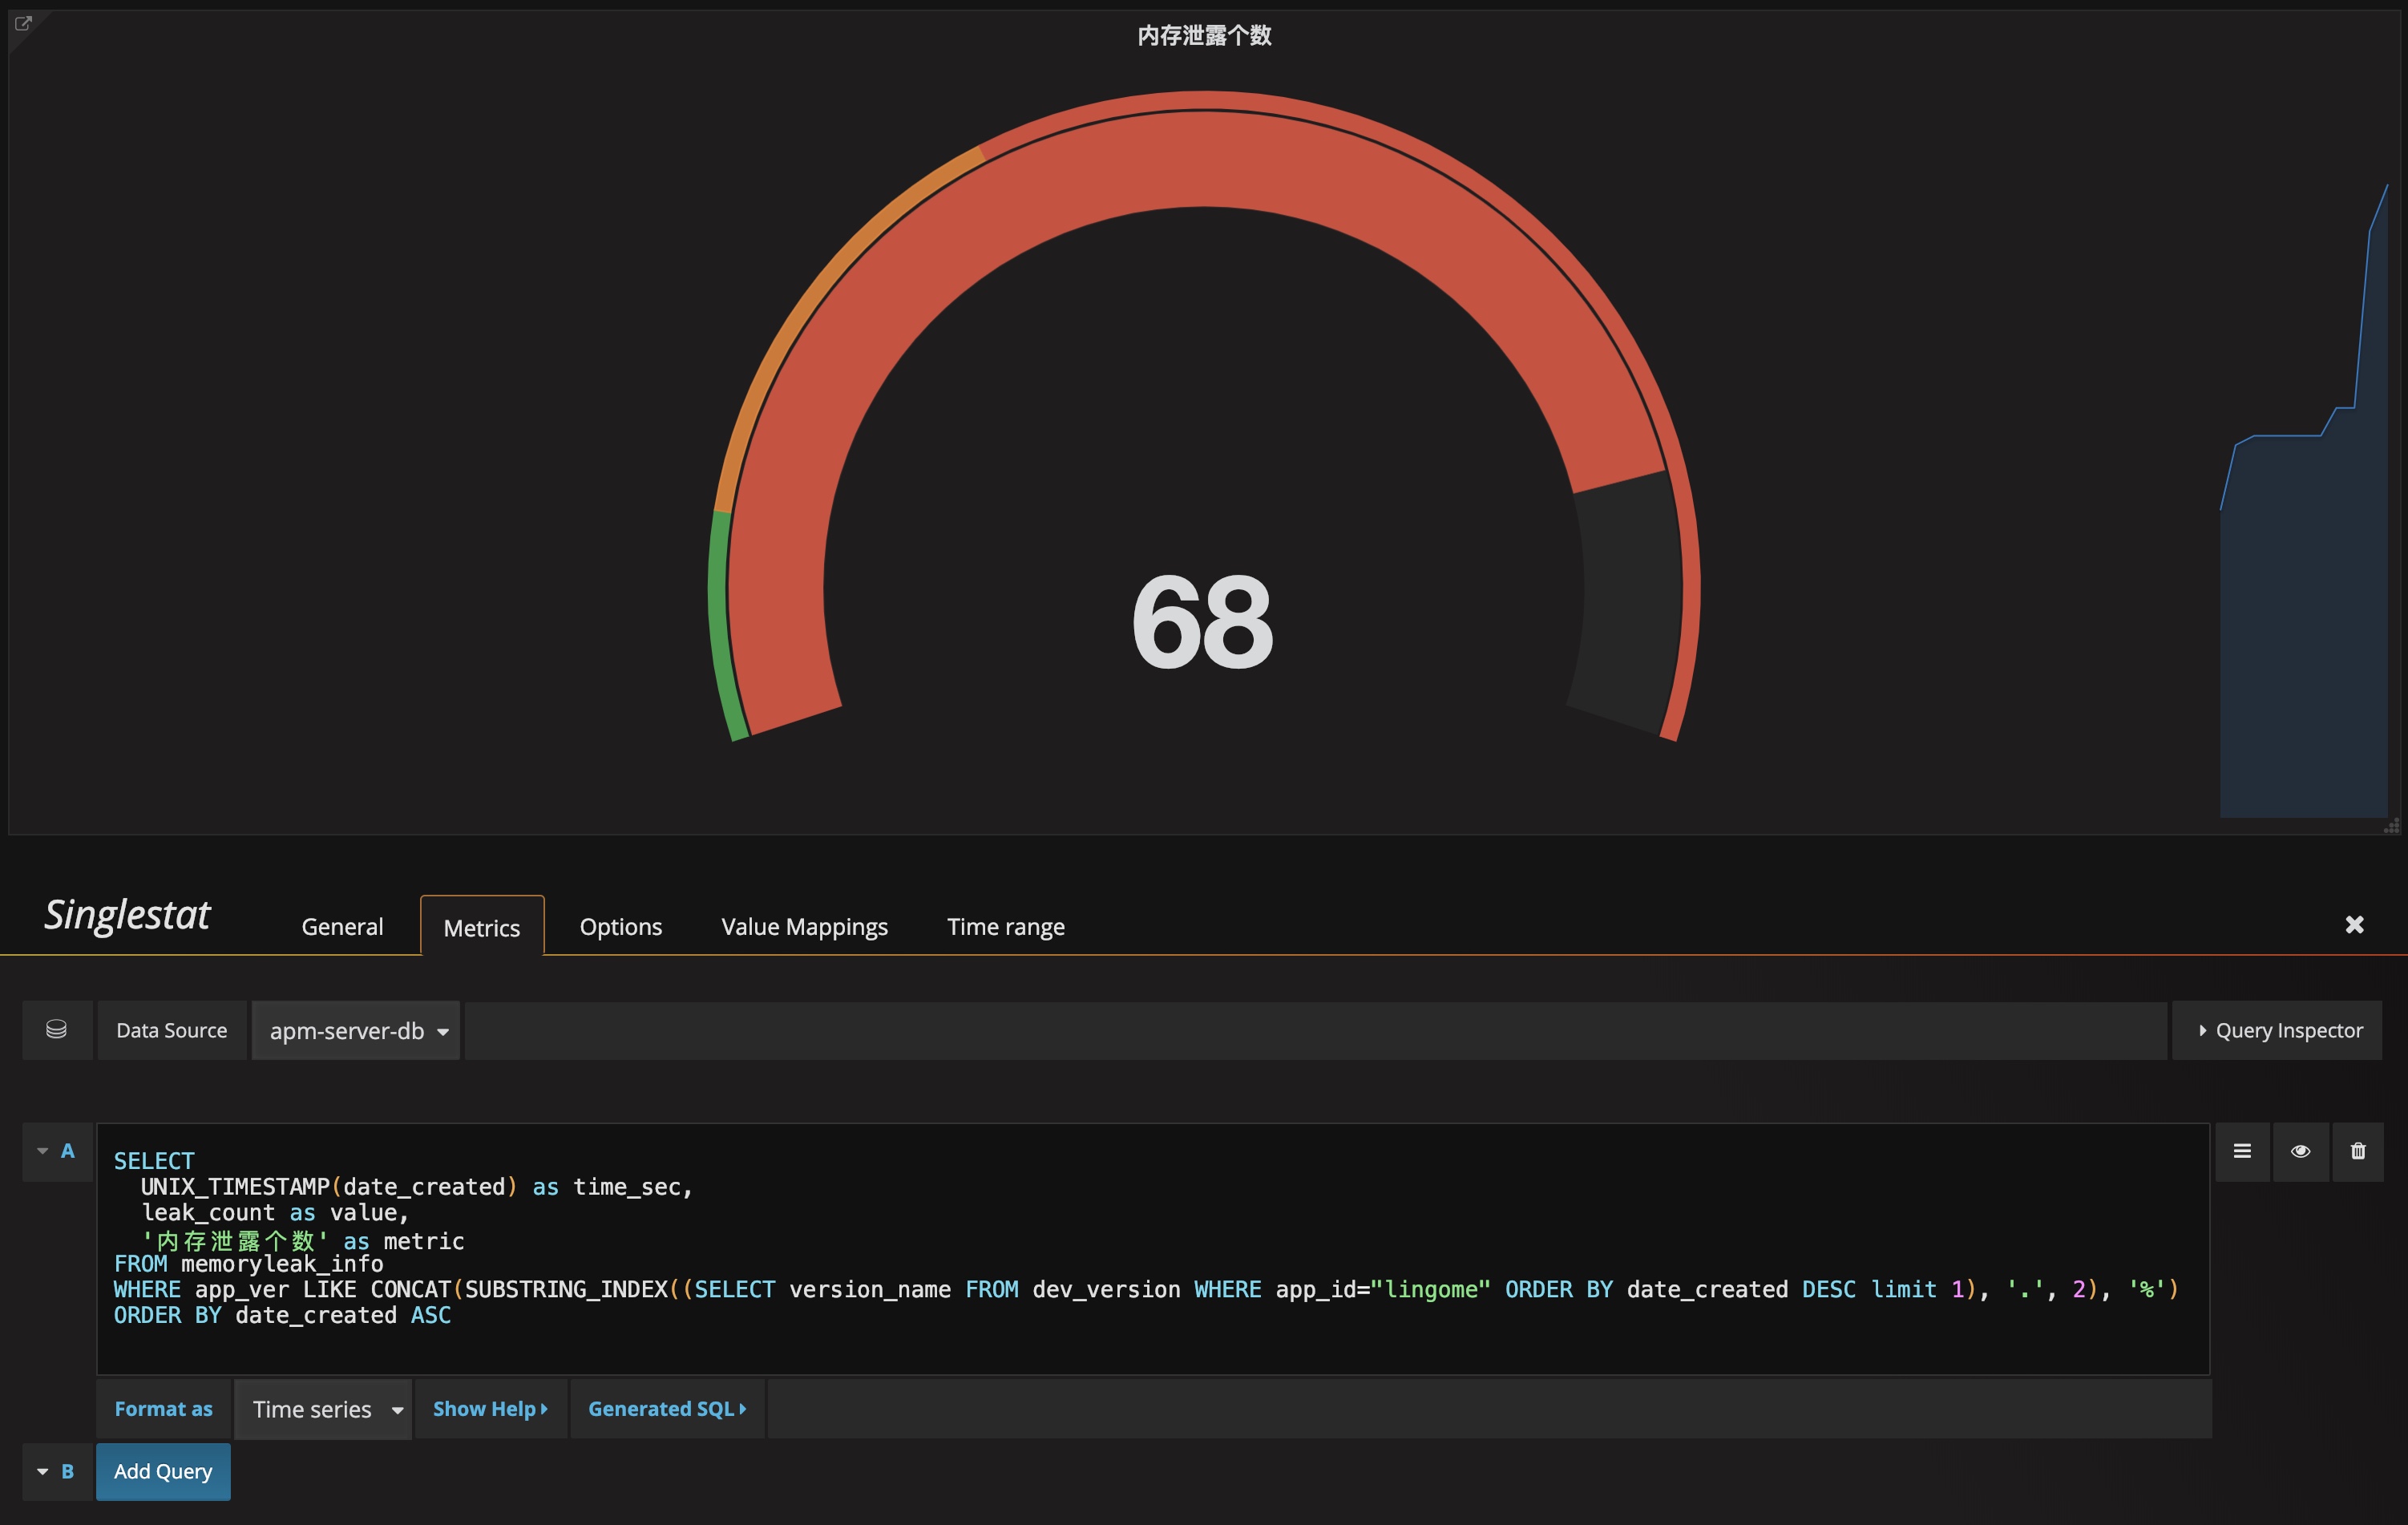 内存泄露个数
68
Singlestat General Metrics Options Value Mappings Time range
Data Source apm-server-db Query Inspector
A
SELECT
UNIX_TIMESTAMP(date_created) as time_sec,
leak_count as value,
'内存泄露个数' as metric
FROM memoryleak_info
WHERE app_ver LIKE CONCAT(SUBSTRING_INDEX((SELECT version_name FROM dev_version WHERE app_id="lingome" ORDER BY date_created DESC limit 1), '.', 2), '%')
ORDER BY date_created ASC
Format as Time series Show Help Generated SQL
B Add Query